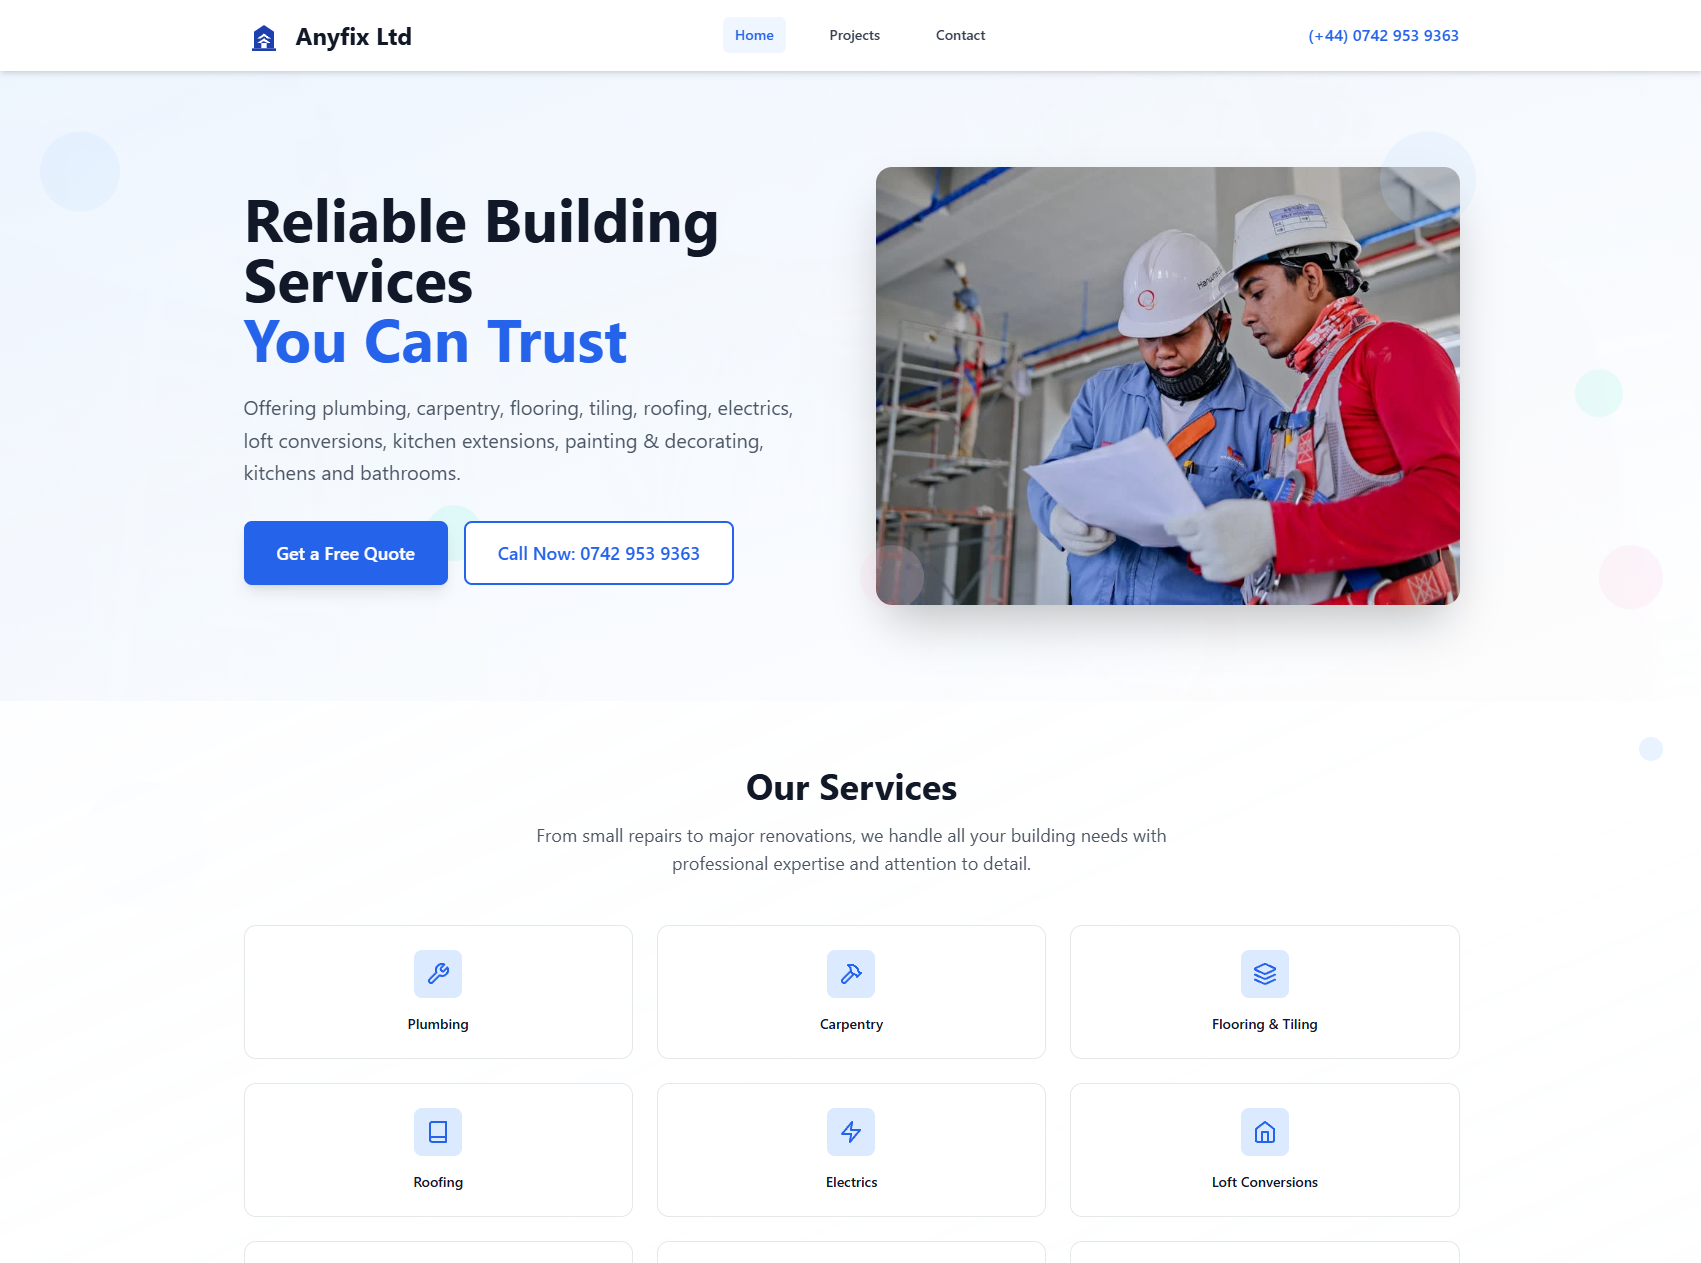 Anyfix Ltd
Home
Projects
Contact
(+44) 0742 953 9363
Reliable Building
Services
You Can Trust
Offering plumbing, carpentry, flooring, tiling, roofing, electrics,
loft conversions, kitchen extensions, painting & decorating,
kitchens and bathrooms.
Get a Free Quote
Call Now: 0742 953 9363
Our Services
From small repairs to major renovations, we handle all your building needs with
professional expertise and attention to detail.
Plumbing
Carpentry
Flooring & Tiling
Roofing
Electrics
Loft Conversions